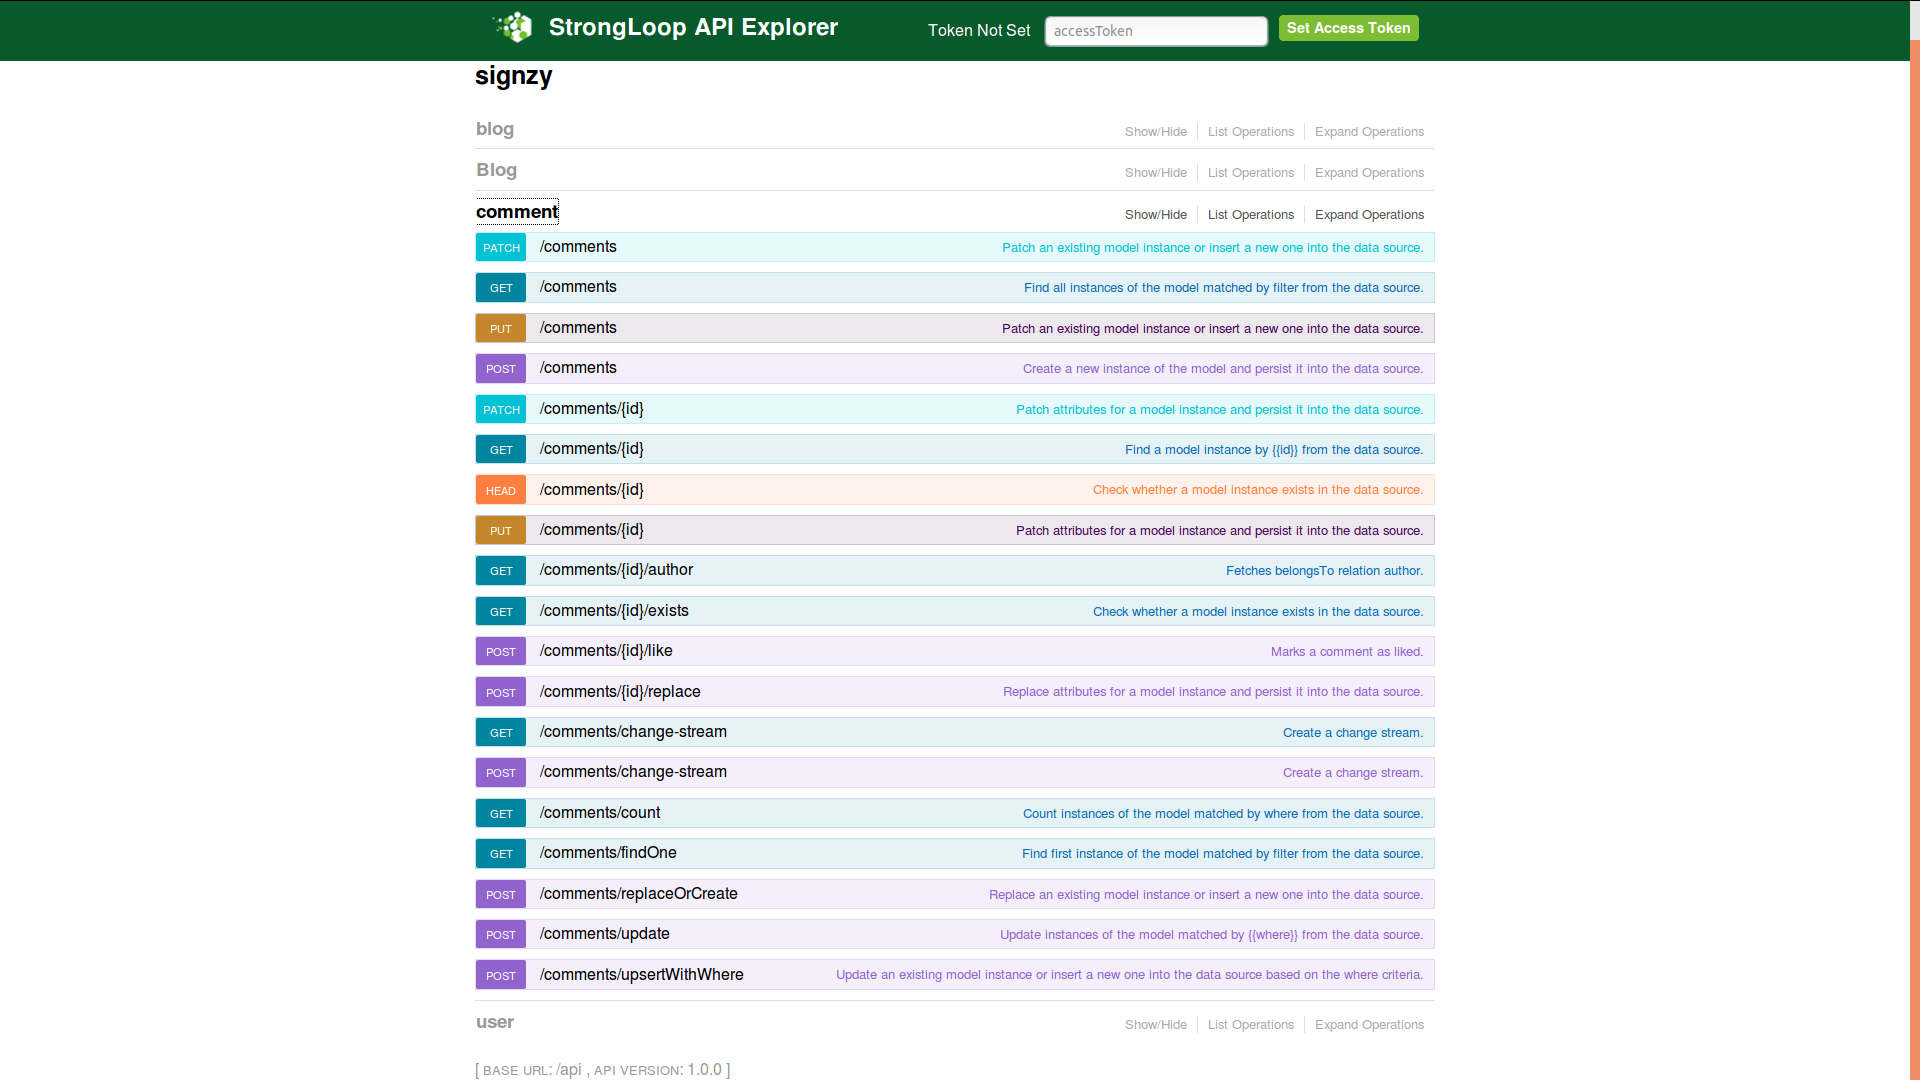 StrongLoop API Explorer Token Not Set accessToken Set Access Token
signzy
blog Show/Hide List Operations Expand Operations
Blog Show/Hide List Operations Expand Operations
comment Show/Hide List Operations Expand Operations
PATCH /comments Patch an existing model instance or insert a new one into the data source.
GET /comments Find all instances of the model matched by filter from the data source.
PUT /comments Patch an existing model instance or insert a new one into the data source.
POST /comments Create a new instance of the model and persist it into the data source.
PATCH /comments/{id} Patch attributes for a model instance and persist it into the data source.
GET /comments/{id} Find a model instance by {{id}} from the data source.
HEAD /comments/{id} Check whether a model instance exists in the data source.
PUT /comments/{id} Patch attributes for a model instance and persist it into the data source.
GET /comments/{id}/author Fetches belongsTo relation author.
GET /comments/{id}/exists Check whether a model instance exists in the data source.
POST /comments/{id}/like Marks a comment as liked.
POST /comments/{id}/replace Replace attributes for a model instance and persist it into the data source.
GET /comments/change-stream Create a change stream.
POST /comments/change-stream Create a change stream.
GET /comments/count Count instances of the model matched by where from the data source.
GET /comments/findOne Find first instance of the model matched by filter from the data source.
POST /comments/replaceOrCreate Replace an existing model instance or insert a new one into the data source.
POST /comments/update Update instances of the model matched by {{where}} from the data source.
POST /comments/upsertWithWhere Update an existing model instance or insert a new one into the data source based on the where criteria.
user Show/Hide List Operations Expand Operations
[ BASE URL: /api , API VERSION: 1.0.0 ]